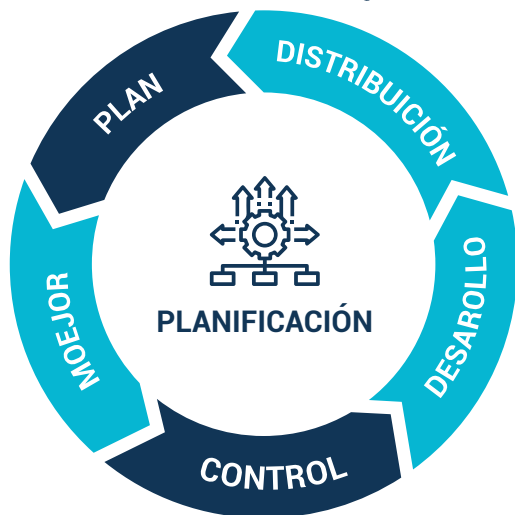 PLAN
DISTRIBUICIÓN
DESAROLLO
CONTROL
MOEJOR
PLANIFICACIÓN